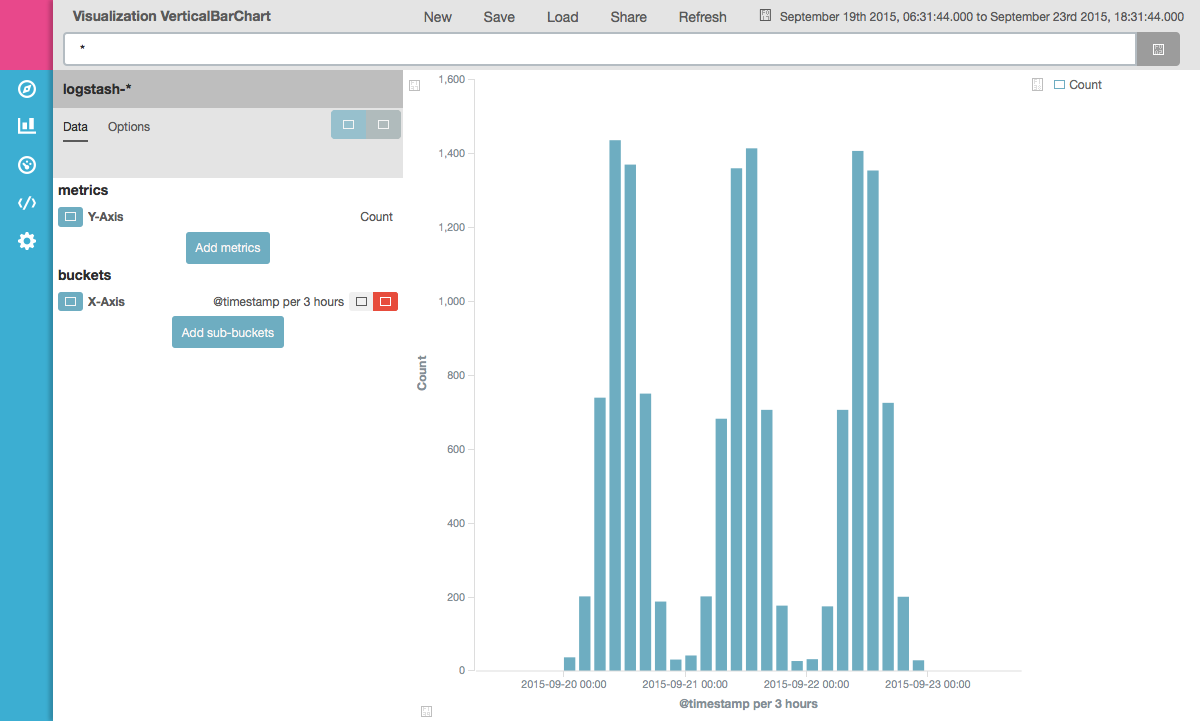 Visualization VerticalBarChart
New Save Load Share Refresh September 19th 2015, 06:31:44.000 to September 23rd 2015, 18:31:44.000
*
logstash-*
Data Options
metrics
Y-Axis Count
Add metrics
buckets
X-Axis @timestamp per 3 hours
Add sub-buckets
Count
1,600
1,400
1,200
1,000
800
600
400
200
0
Count
2015-09-20 00:00 2015-09-21 00:00 2015-09-22 00:00 2015-09-23 00:00
@timestamp per 3 hours